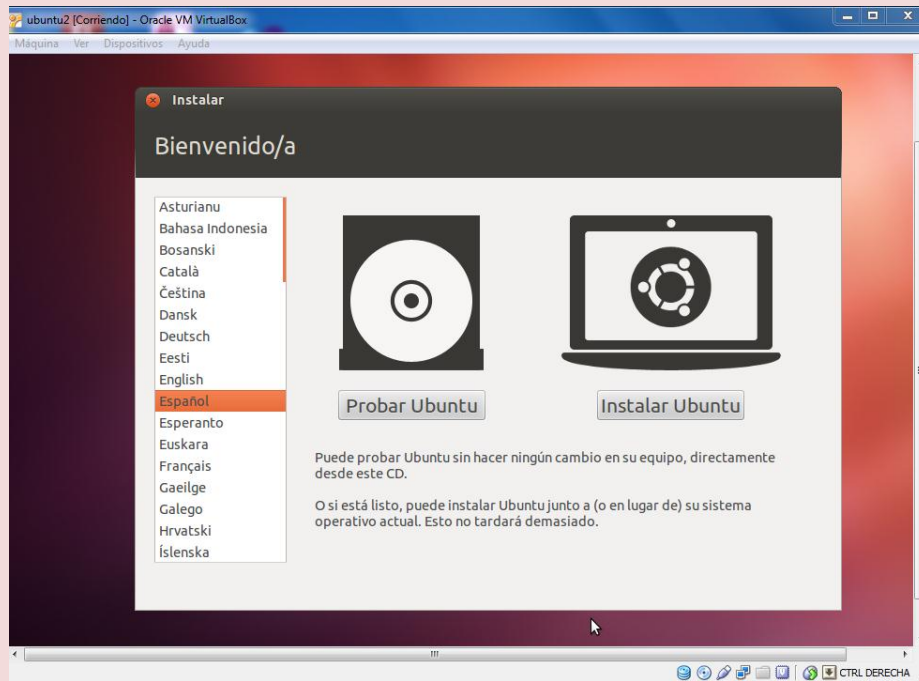 ubuntu2 [Corriendo] - Oracle VM VirtualBox
Máquina Ver Dispositivos Ayuda
Instalar
Bienvenido/a
Asturianu
Bahasa Indonesia
Bosanski
Català
Čeština
Dansk
Deutsch
Eesti
English
Español
Esperanto
Euskara
Français
Gaeilge
Galego
Hrvatski
Íslenska
Probar Ubuntu
Instalar Ubuntu
Puede probar Ubuntu sin hacer ningún cambio en su equipo, directamente
desde este CD.
O si está listo, puede instalar Ubuntu junto a (o en lugar de) su sistema
operativo actual. Esto no tardará demasiado.
CTRL DERECHA